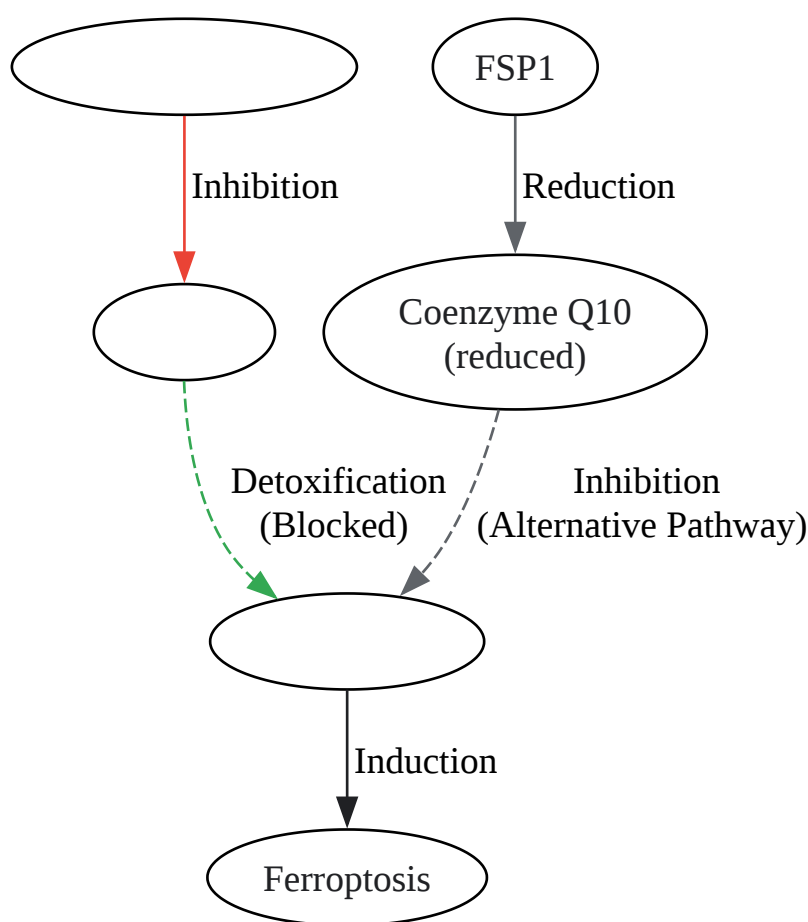 FSP1
Inhibition
Reduction
Coenzyme Q10
(reduced)
Detoxification
(Blocked)
Inhibition
(Alternative Pathway)
Induction
Ferroptosis